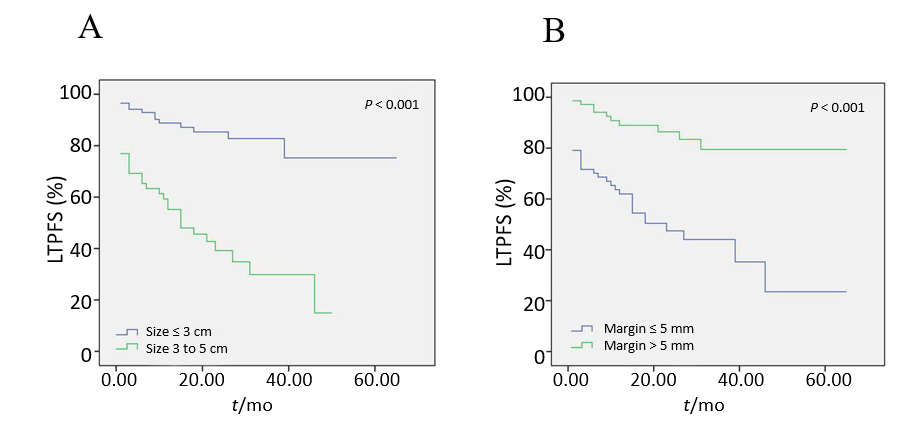 A
P < 0.001
LTPFS (%)
100
80
60
40
20
0
Size ≤ 3 cm
Size 3 to 5 cm
0.00 20.00 40.00 60.00
t/mo
B
P < 0.001
LTPFS (%)
100
80
60
40
20
0
Margin ≤ 5 mm
Margin > 5 mm
0.00 20.00 40.00 60.00
t/mo